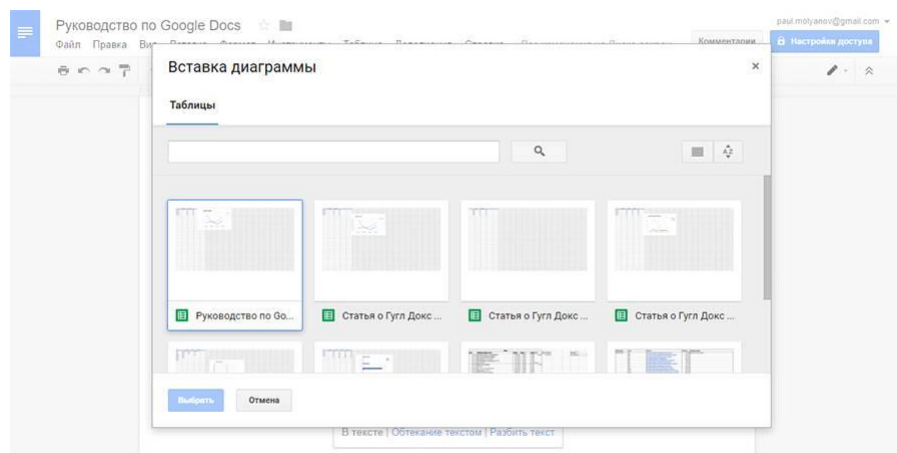 Руководство по Google Docs
paul.molyanov@gmail.com
Файл Правка
Комментарии
Настройки доступа
Вставка диаграммы
Таблицы
Руководство по Go...
Статья о Гугл Докс ...
Статья о Гугл Докс ...
Статья о Гугл Докс ...
Выбрать
Отмена
В тексте | Обтекание текстом | Разбить текст